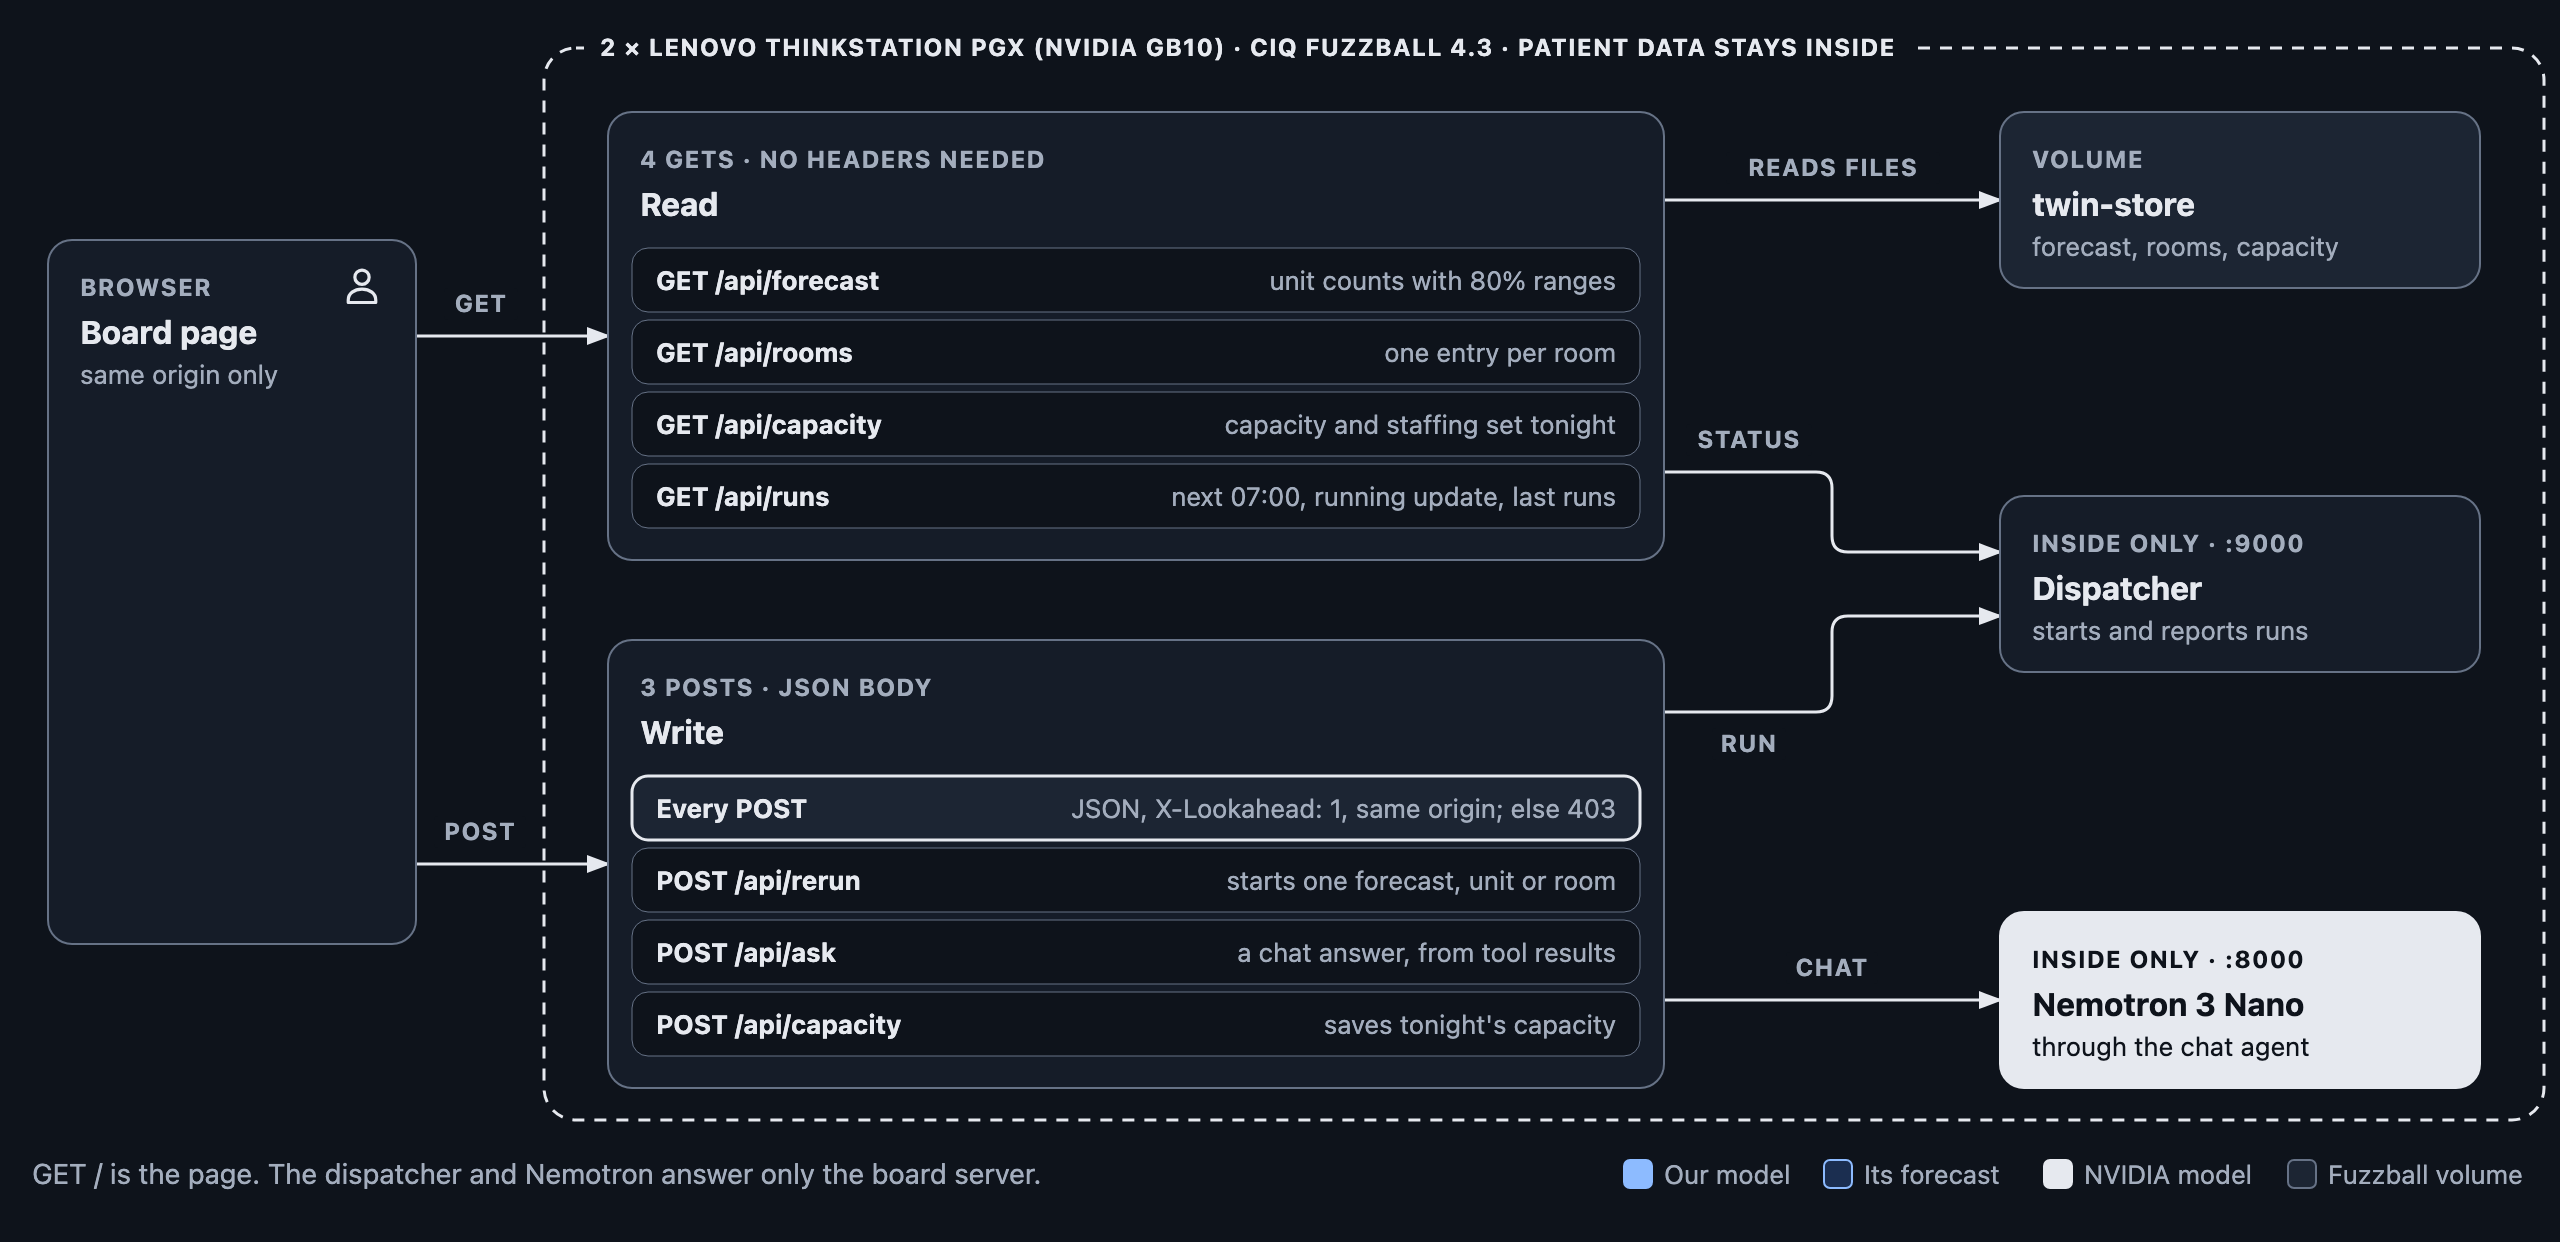 2 × LENOVO THINKSTATION PGX (NVIDIA GB10) · CIQ FUZZBALL 4.3 · PATIENT DATA STAYS INSIDE
BROWSER
Board page
same origin only
GET
POST
4 GETS · NO HEADERS NEEDED
Read
GET /api/forecast unit counts with 80% ranges
GET /api/rooms one entry per room
GET /api/capacity capacity and staffing set tonight
GET /api/runs next 07:00, running update, last runs
3 POSTS · JSON BODY
Write
Every POST JSON, X-Lookahead: 1, same origin; else 403
POST /api/rerun starts one forecast, unit or room
POST /api/ask a chat answer, from tool results
POST /api/capacity saves tonight's capacity
READS FILES
STATUS
RUN
CHAT
VOLUME
twin-store
forecast, rooms, capacity
INSIDE ONLY · :9000
Dispatcher
starts and reports runs
INSIDE ONLY · :8000
Nemotron 3 Nano
through the chat agent
GET / is the page. The dispatcher and Nemotron answer only the board server.
Our model
Its forecast
NVIDIA model
Fuzzball volume